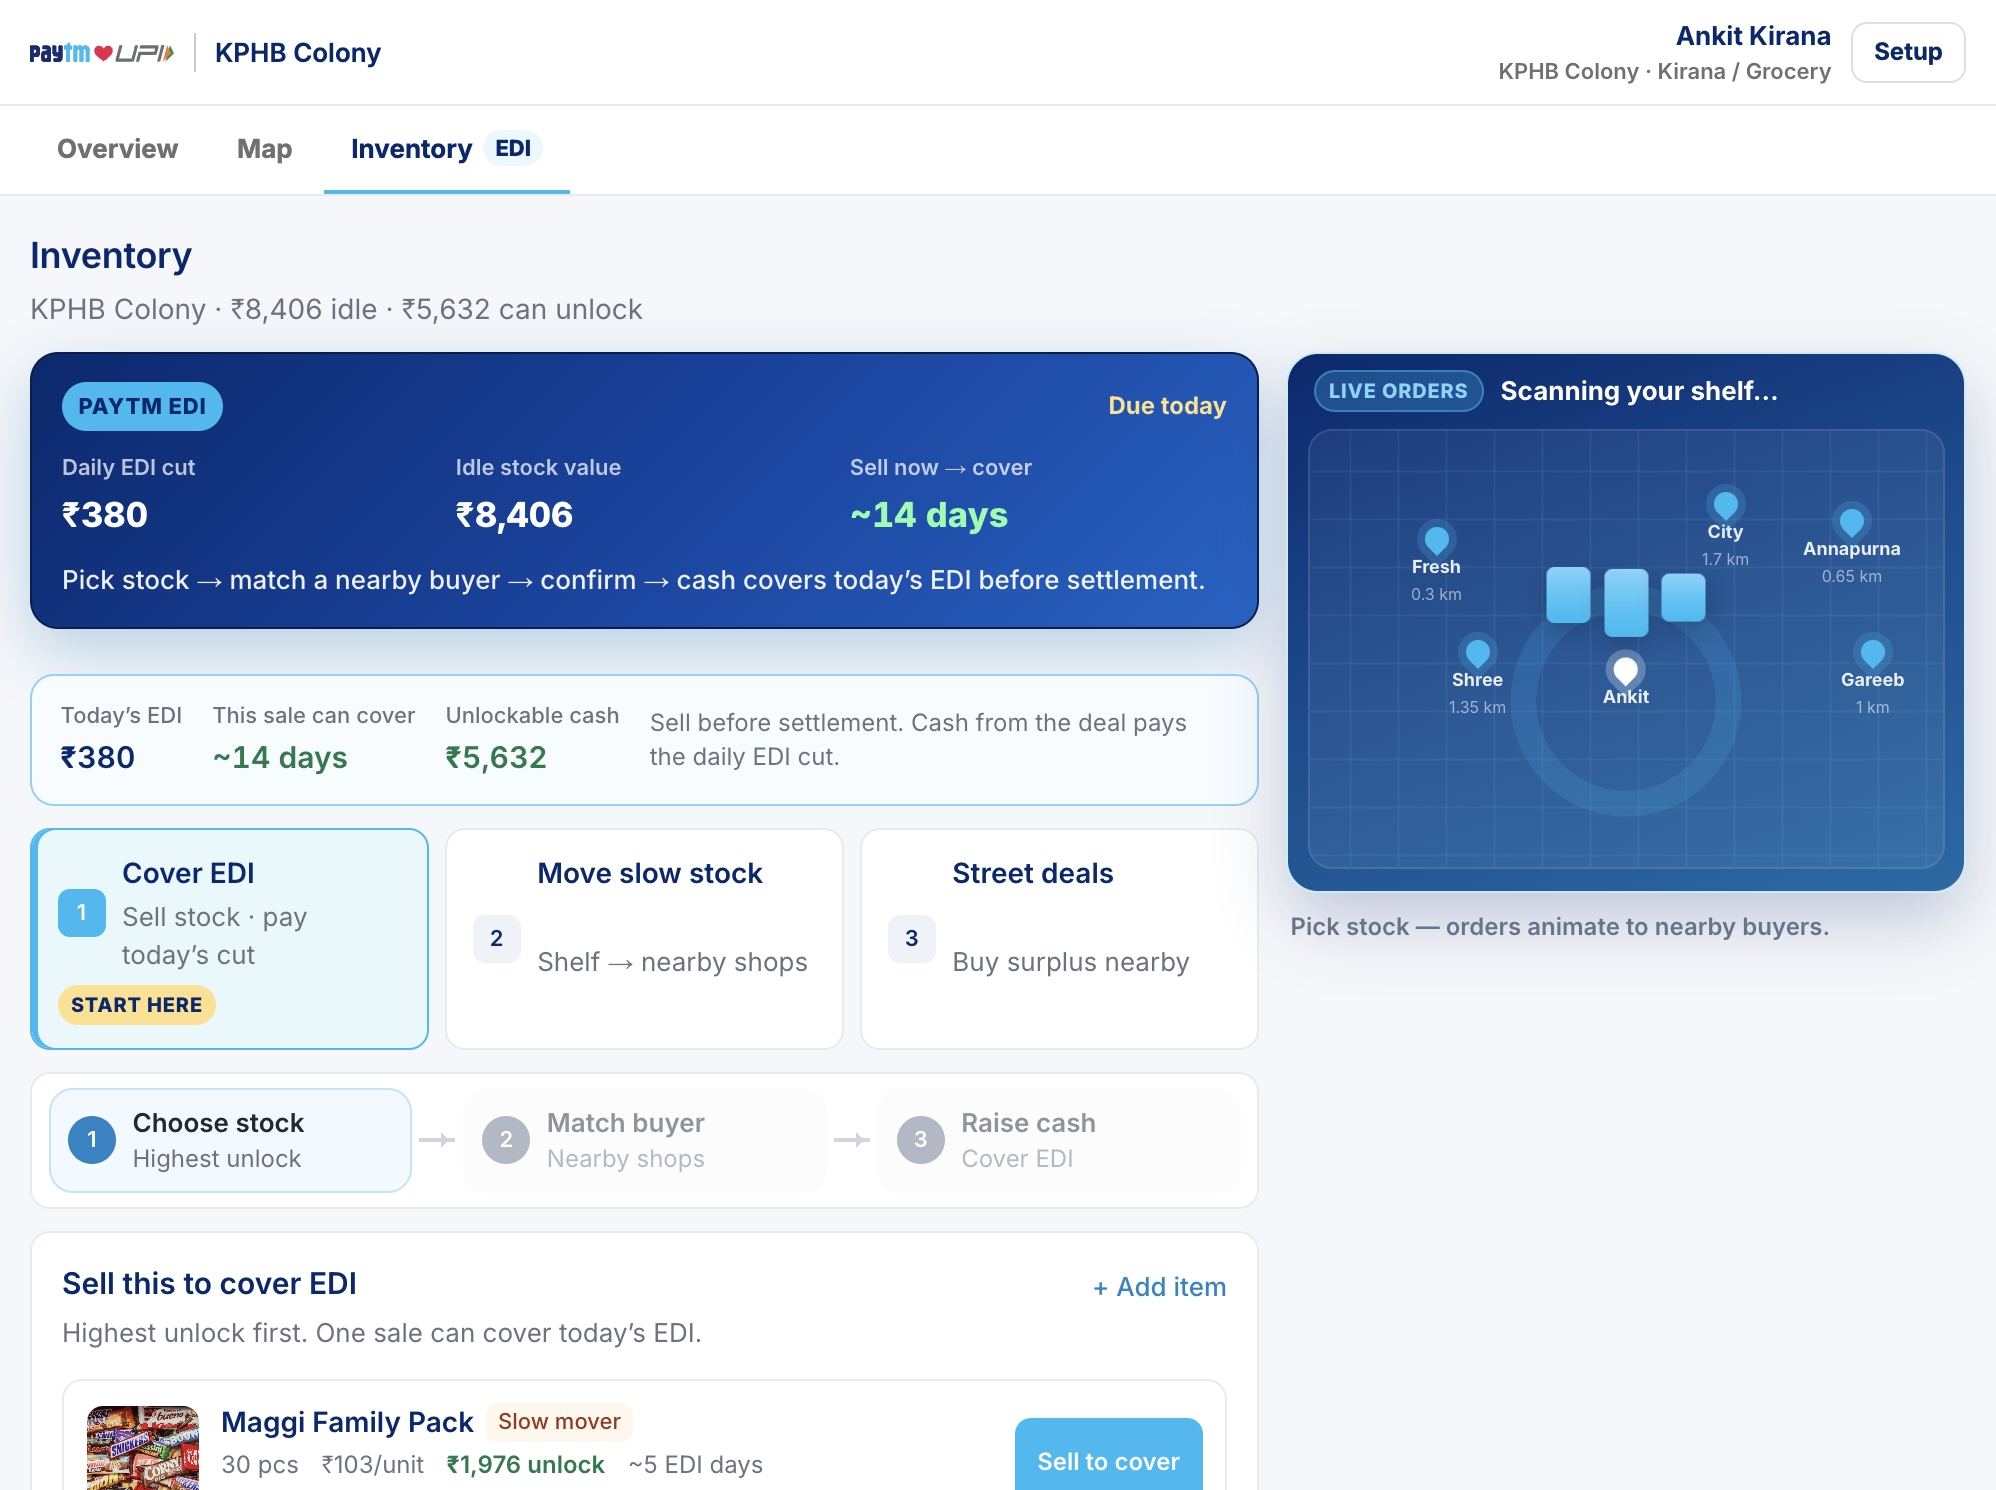 paytm UPI
KPHB Colony
Ankit Kirana
KPHB Colony · Kirana / Grocery
Setup
Overview
Map
Inventory EDI
Inventory
KPHB Colony · ₹8,406 idle · ₹5,632 can unlock
PAYTM EDI
Due today
Daily EDI cut
₹380
Idle stock value
₹8,406
Sell now → cover
~14 days
Pick stock → match a nearby buyer → confirm → cash covers today’s EDI before settlement.
Today’s EDI
₹380
This sale can cover
~14 days
Unlockable cash
₹5,632
Sell before settlement. Cash from the deal pays
the daily EDI cut.
1
Cover EDI
Sell stock · pay
today’s cut
START HERE
2
Move slow stock
Shelf → nearby shops
3
Street deals
Buy surplus nearby
1
Choose stock
Highest unlock
2
Match buyer
Nearby shops
3
Raise cash
Cover EDI
Sell this to cover EDI
+ Add item
Highest unlock first. One sale can cover today’s EDI.
SNICKERS
CORNY
bueno
Maggi Family Pack
Slow mover
30 pcs ₹103/unit ₹1,976 unlock ~5 EDI days
Sell to cover
LIVE ORDERS
Scanning your shelf...
City
1.7 km
Annapurna
0.65 km
Fresh
0.3 km
Shree
1.35 km
Ankit
Gareeb
1 km
Pick stock — orders animate to nearby buyers.